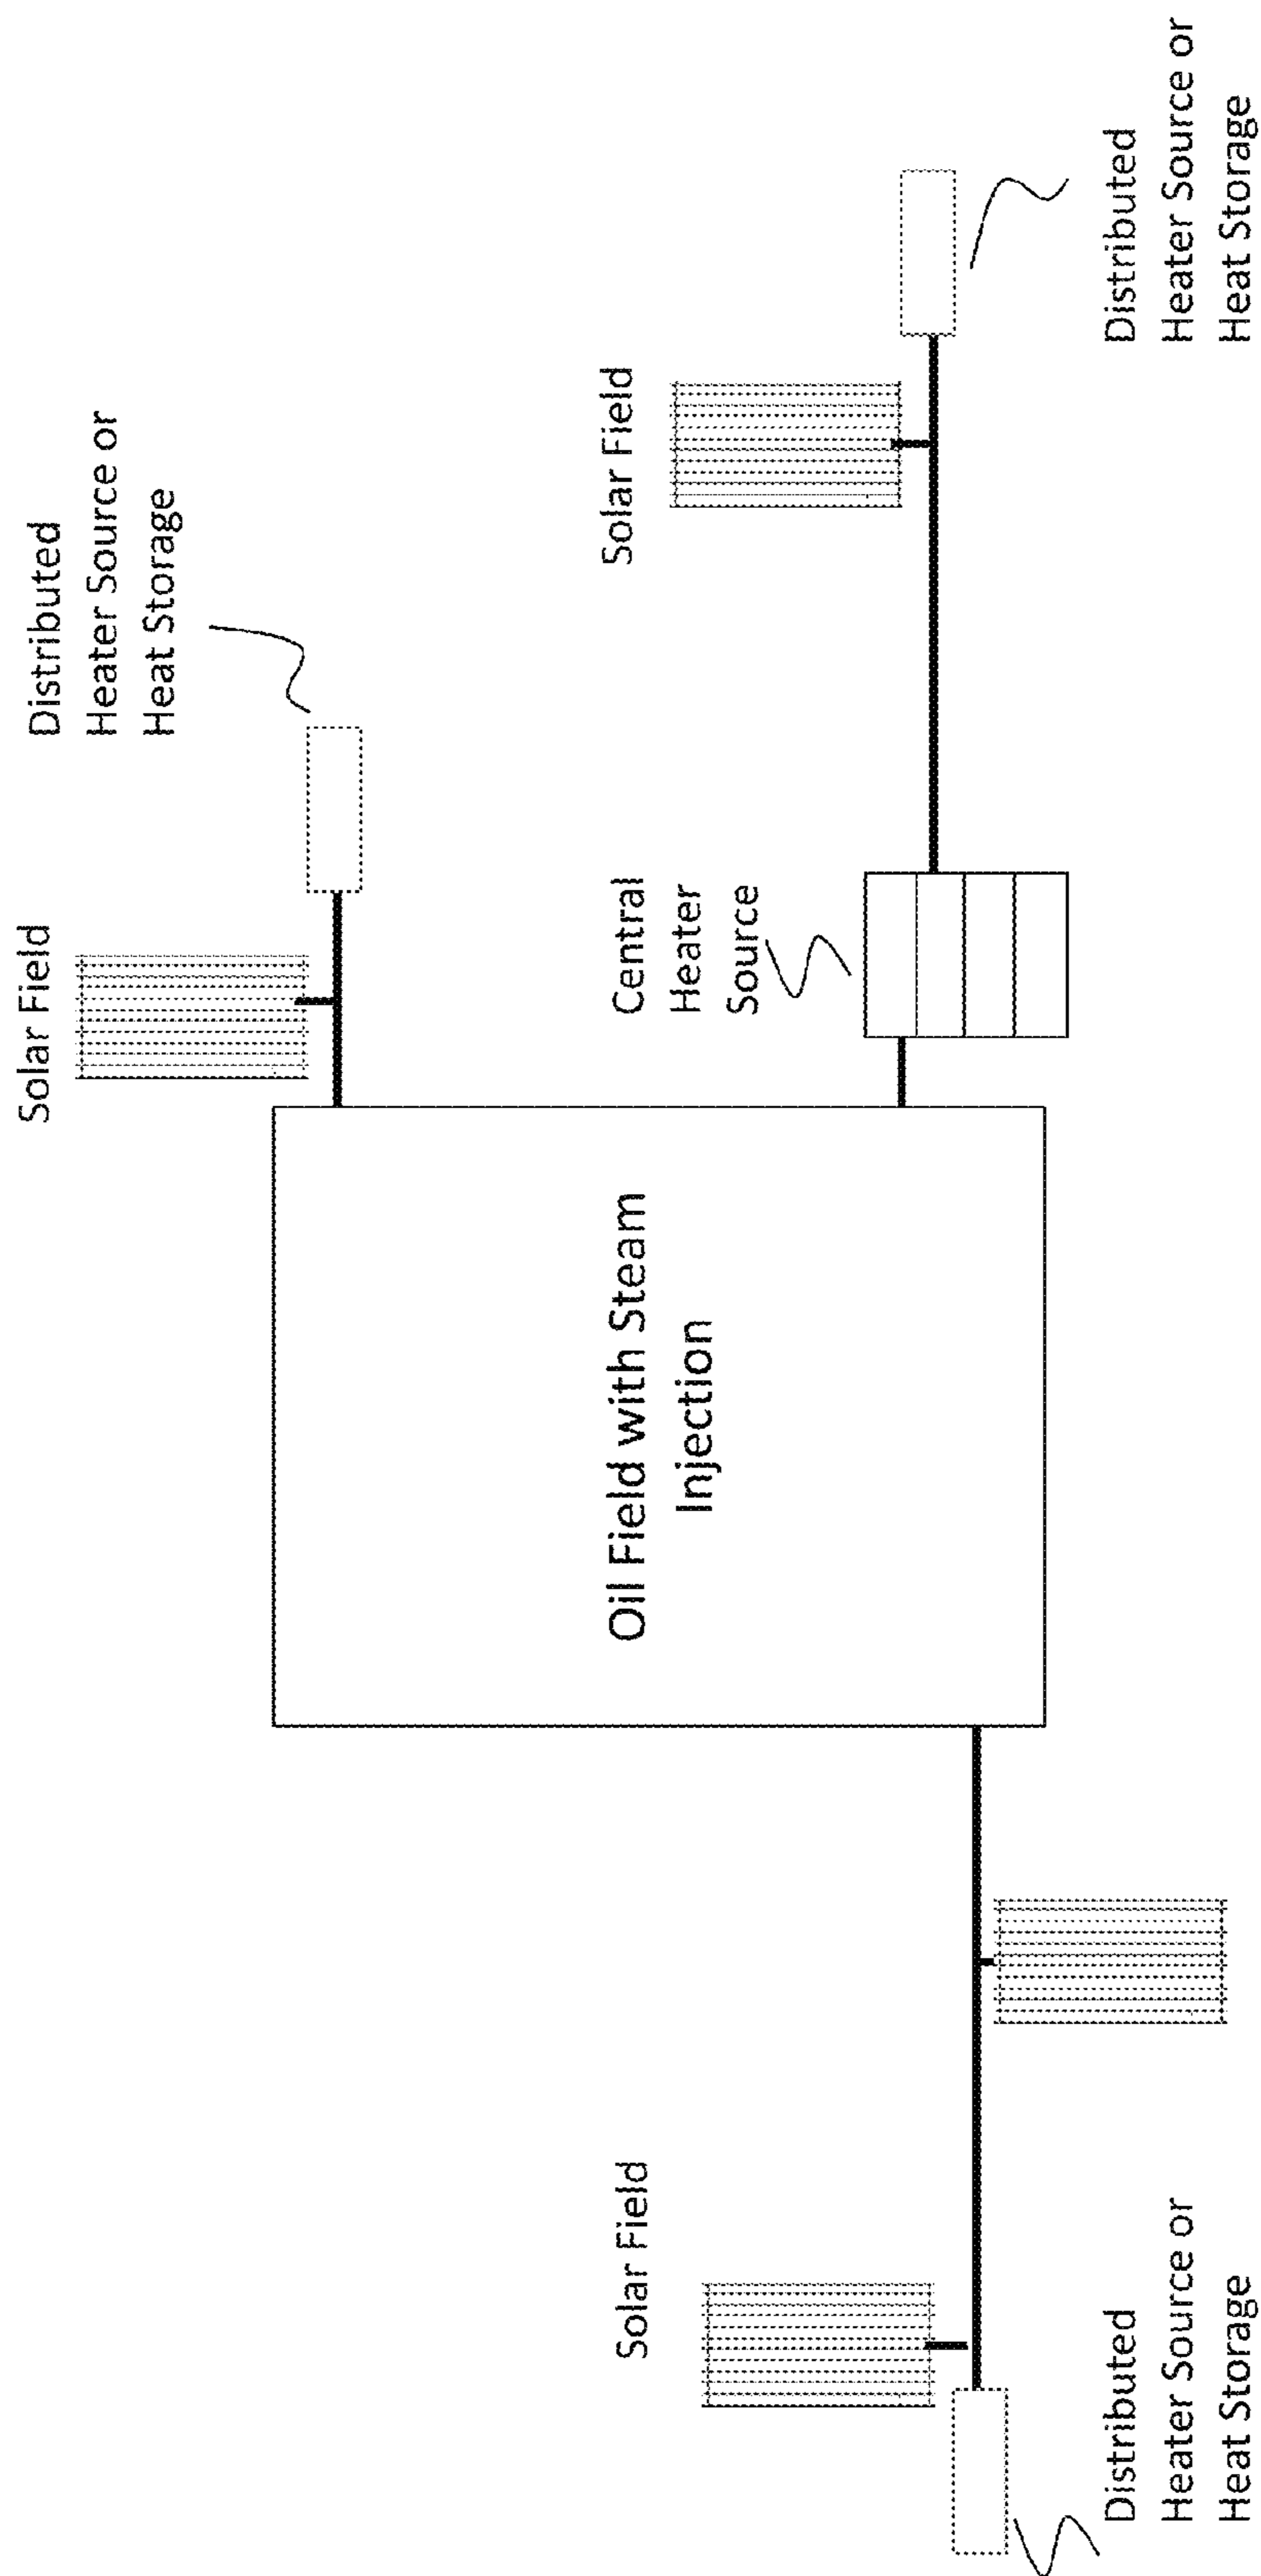 Solar Field
Distributed
Heater Source or
Heat Storage
Oil Field with Steam
Injection
Central
Heater
Source
Solar Field
Distributed
Heater Source or
Heat Storage
Solar Field
Distributed
Heater Source or
Heat Storage